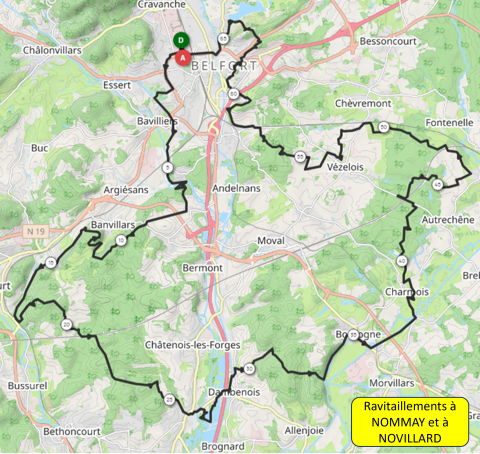 Cravanche
D
65
Bessoncourt
Châlonvillars
A
BELFORT
Essert
60
Chèvremont
Bavilliers
50
Fontenelle
Buc
55
Vézelois
5
45
Argiésans
Andelnans
Autrechêne
N 19
Banvillars
10
Moval
15
40
Bermont
Charmois
20
Bourogne
35
Châtenois-les-Forges
30
Bussurel
Morvillars
Dambenois
25
Ravitaillements à
NOMMAY et à
NOVILLARD
Bethoncourt
Allenjoie
Brognard